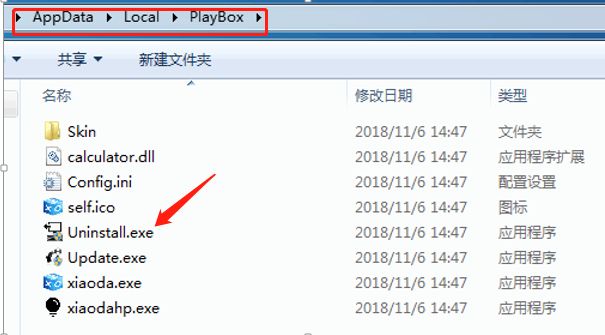 AppData Local PlayBox
共享 新建文件夹
名称 修改日期 类型
Skin 2018/11/6 14:47 文件夹
calculator.dll 2018/11/6 14:47 应用程序扩展
Config.ini 2018/11/6 14:47 配置设置
self.ico 2018/11/6 14:47 图标
Uninstall.exe 2018/11/6 14:47 应用程序
Update.exe 2018/11/6 14:47 应用程序
xiaoda.exe 2018/11/6 14:47 应用程序
xiaodahp.exe 2018/11/6 14:47 应用程序